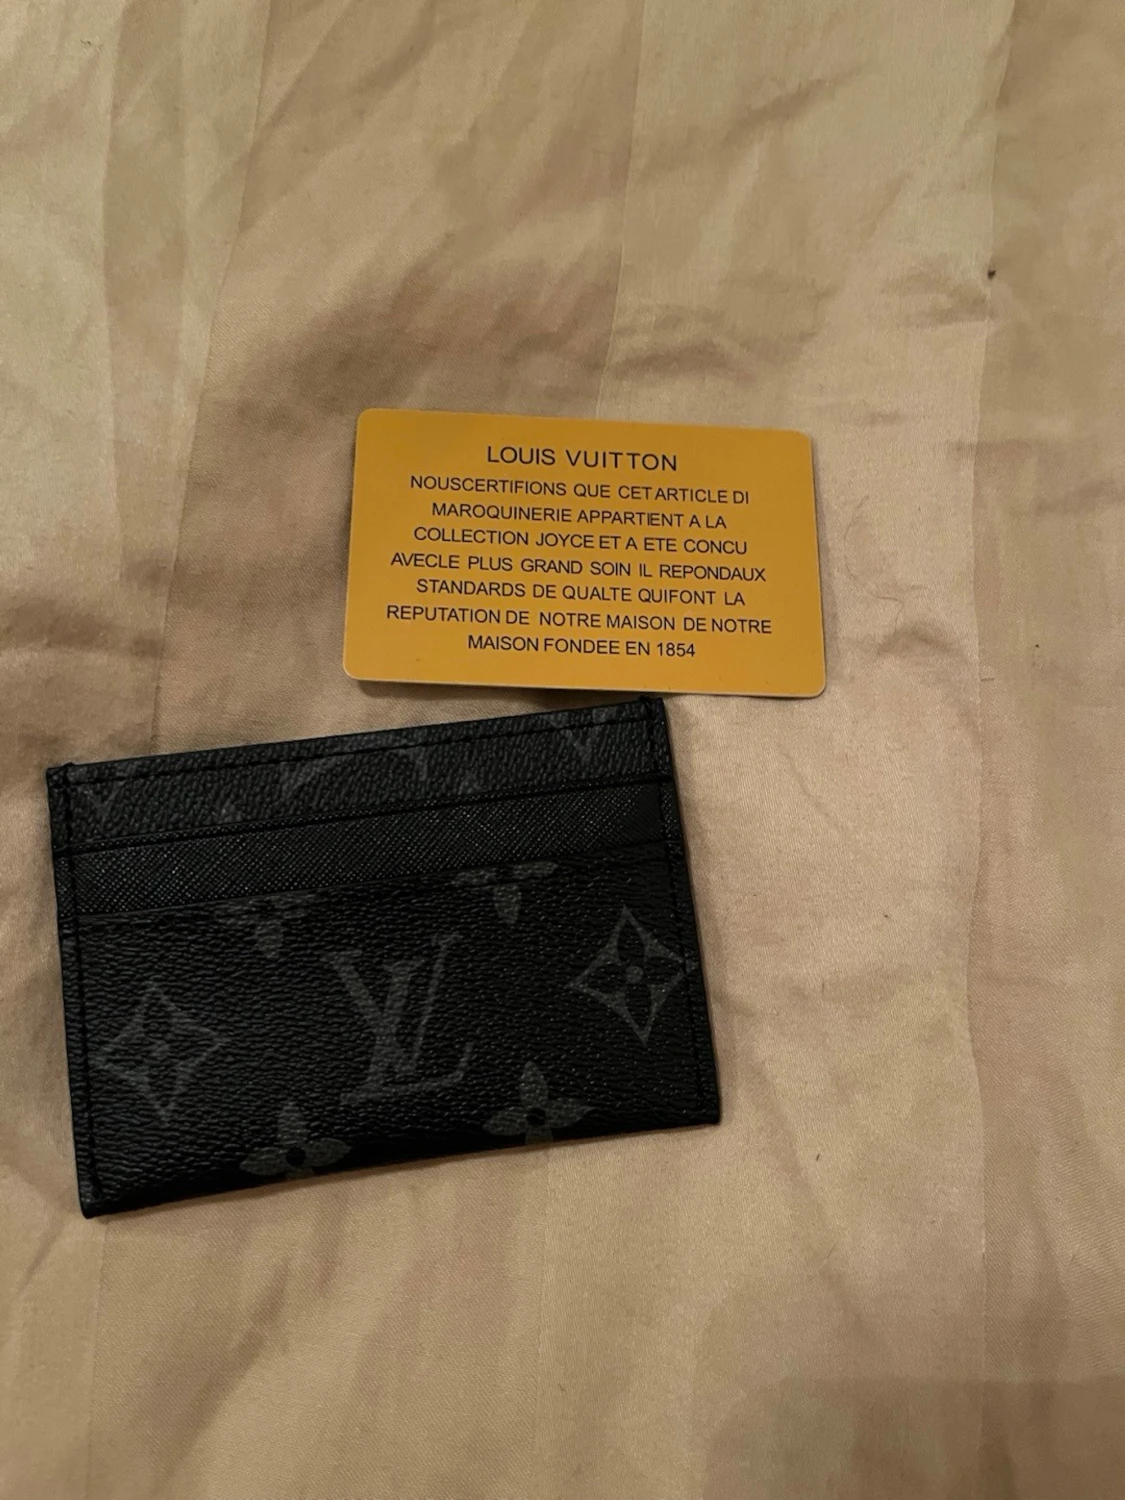 LOUIS VUITTON
NOUSCERTIFIONS QUE CETARTICLE DI
MAROQUINERIE APPARTIENT A LA
COLLECTION JOYCE ET A ETE CONCU
AVECLE PLUS GRAND SOIN IL REPONDAUX
STANDARDS DE QUALTE QUIFONT LA
REPUTATION DE NOTRE MAISON DE NOTRE
MAISON FONDEE EN 1854
LV